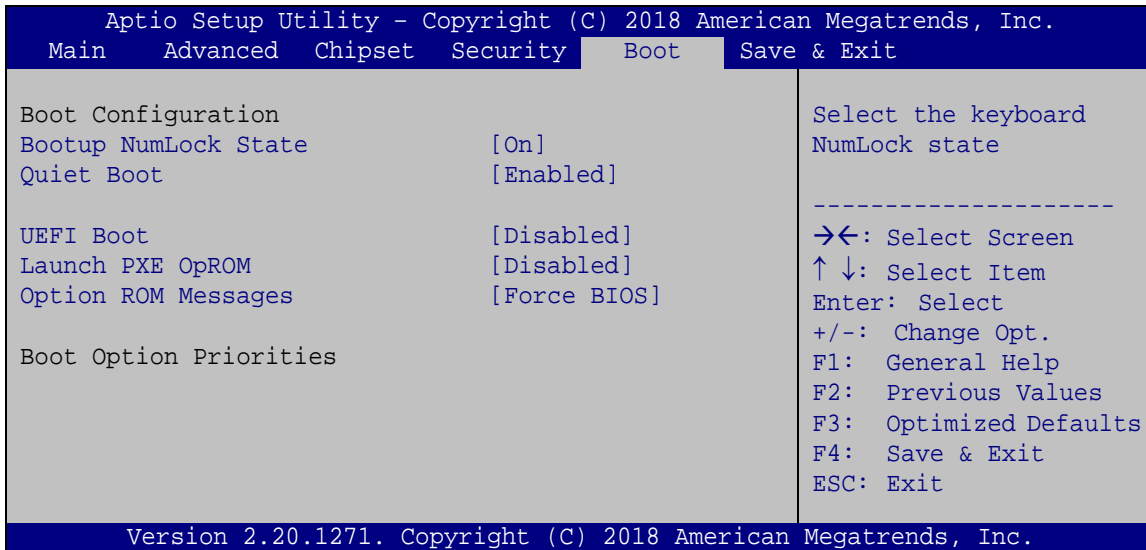 Aptio Setup Utility – Copyright (C) 2018 American Megatrends, Inc.
Main Advanced Chipset Security Boot Save & Exit
Boot Configuration
Bootup NumLock State [On]
Quiet Boot [Enabled]
UEFI Boot [Disabled]
Launch PXE OpROM [Disabled]
Option ROM Messages [Force BIOS]
Boot Option Priorities
Select the keyboard
NumLock state
---------------------
→←: Select Screen
↑ ↓: Select Item
Enter: Select
+/-: Change Opt.
F1: General Help
F2: Previous Values
F3: Optimized Defaults
F4: Save & Exit
ESC: Exit
Version 2.20.1271. Copyright (C) 2018 American Megatrends, Inc.